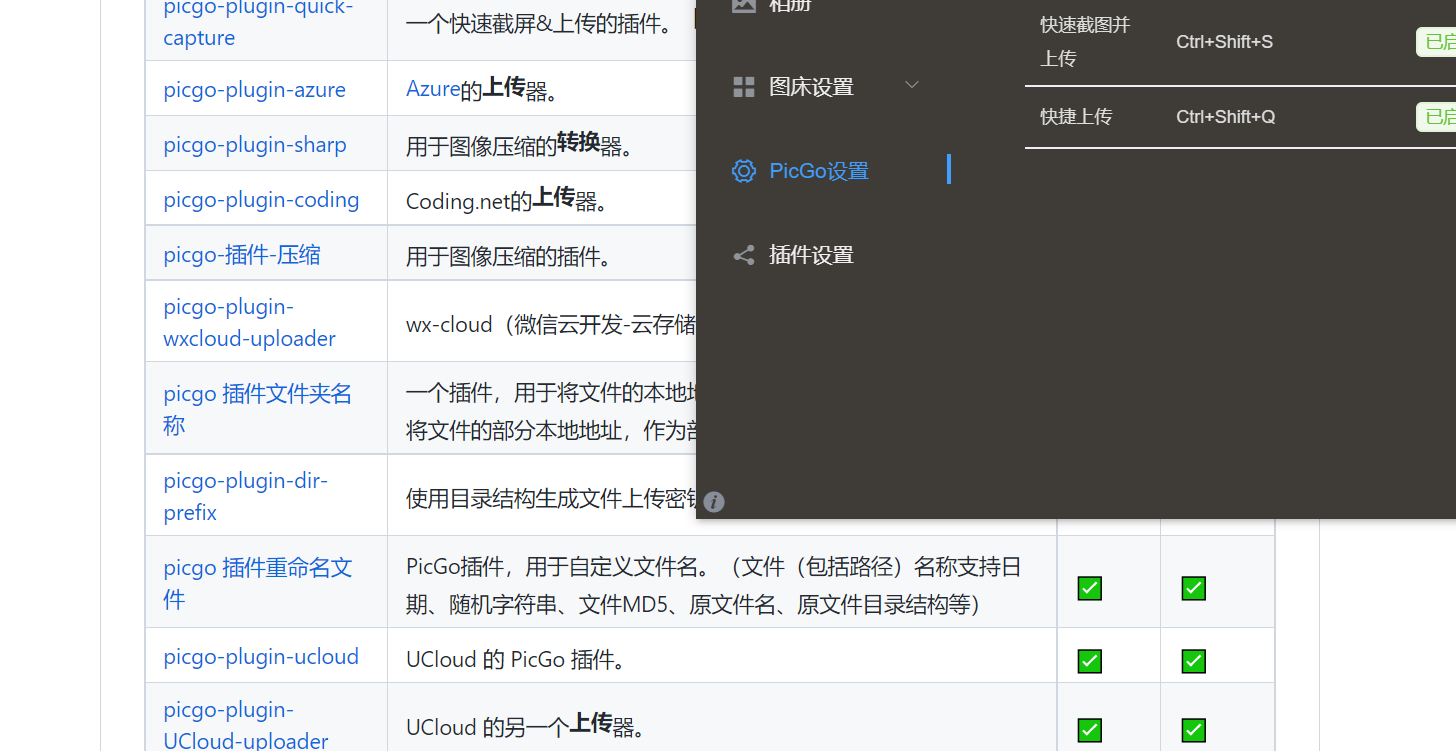 picgo-plugin-quick-
capture
一个快速截屏&上传的插件。
picgo-plugin-azure
Azure的上传器。
picgo-plugin-sharp
用于图像压缩的转换器。
picgo-plugin-coding
Coding.net的上传器。
picgo-插件-压缩
用于图像压缩的插件。
picgo-plugin-
wxcloud-uploader
wx-cloud（微信云开发-云存储
picgo 插件文件夹名
称
一个插件，用于将文件的本地
将文件的部分本地地址，作为
picgo-plugin-dir-
prefix
使用目录结构生成文件上传密
picgo 插件重命名文
件
PicGo插件，用于自定义文件名。（文件（包括路径）名称支持日
期、随机字符串、文件MD5、原文件名、原文件目录结构等）
picgo-plugin-ucloud
UCloud 的 PicGo 插件。
picgo-plugin-
UCloud-uploader
UCloud 的另一个上传器。
相册
图床设置
PicGo设置
插件设置
快速截图并
上传
Ctrl+Shift+S
已启
快捷上传
Ctrl+Shift+Q
已启